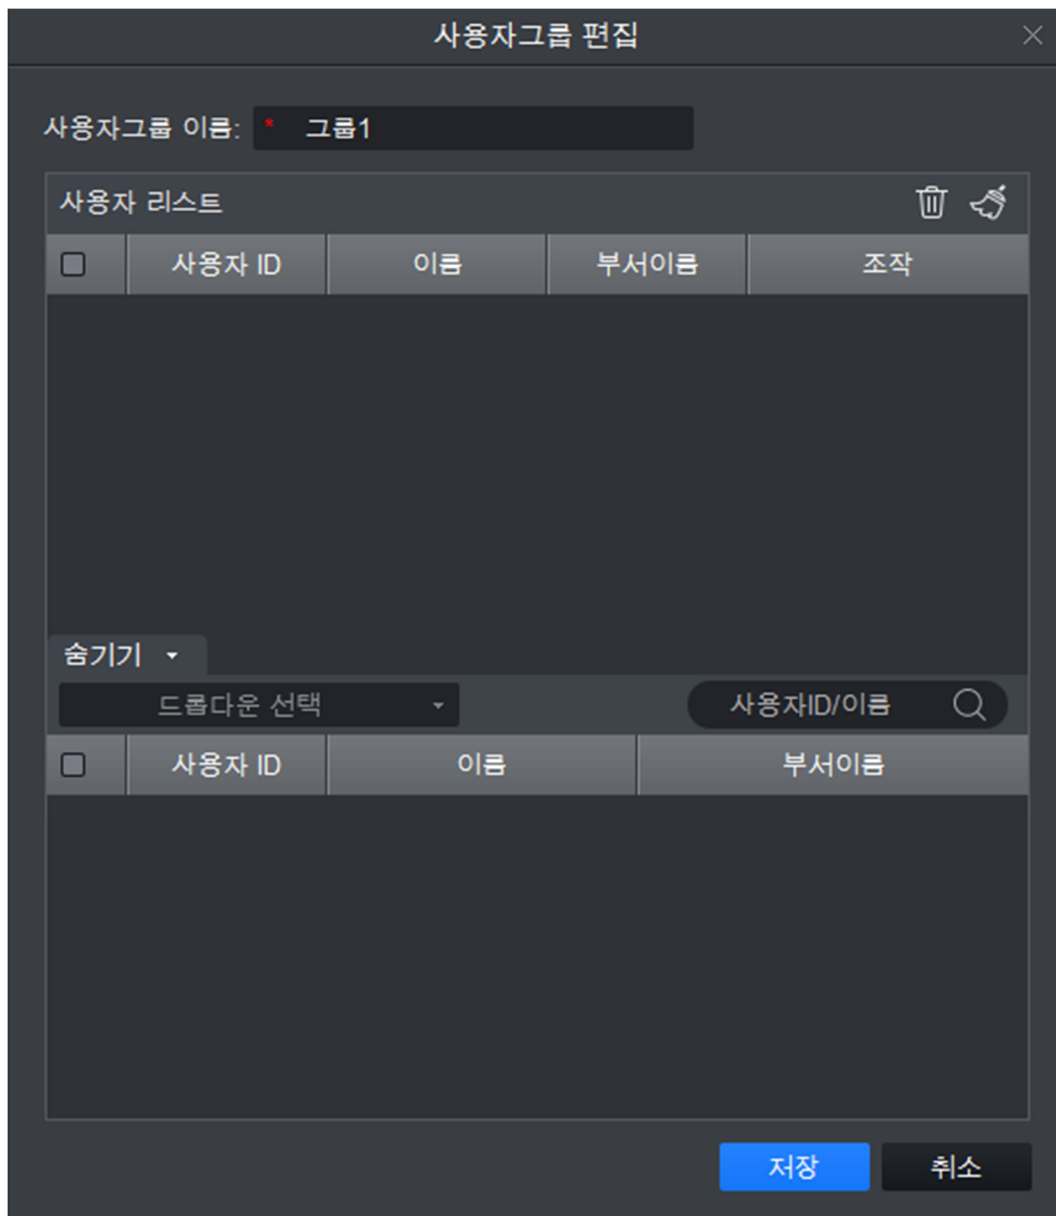 사용자그룹 편집
사용자그룹 이름: * 그룹1
사용자 리스트
사용자 ID 이름 부서이름 조작
숨기기
드롭다운 선택 사용자ID/이름
사용자 ID 이름 부서이름
저장 취소